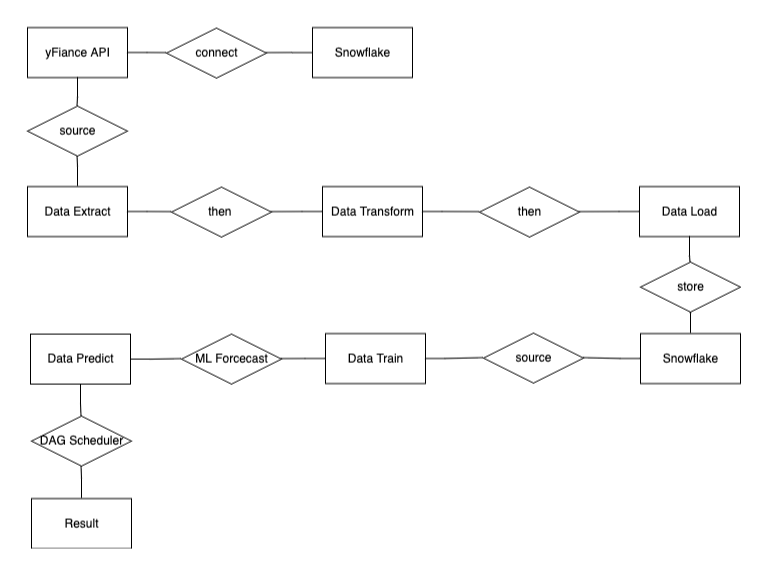 yFiance API
connect
Snowflake
source
Data Extract
then
Data Transform
then
Data Load
store
Data Predict
ML Forcecast
Data Train
source
Snowflake
DAG Scheduler
Result